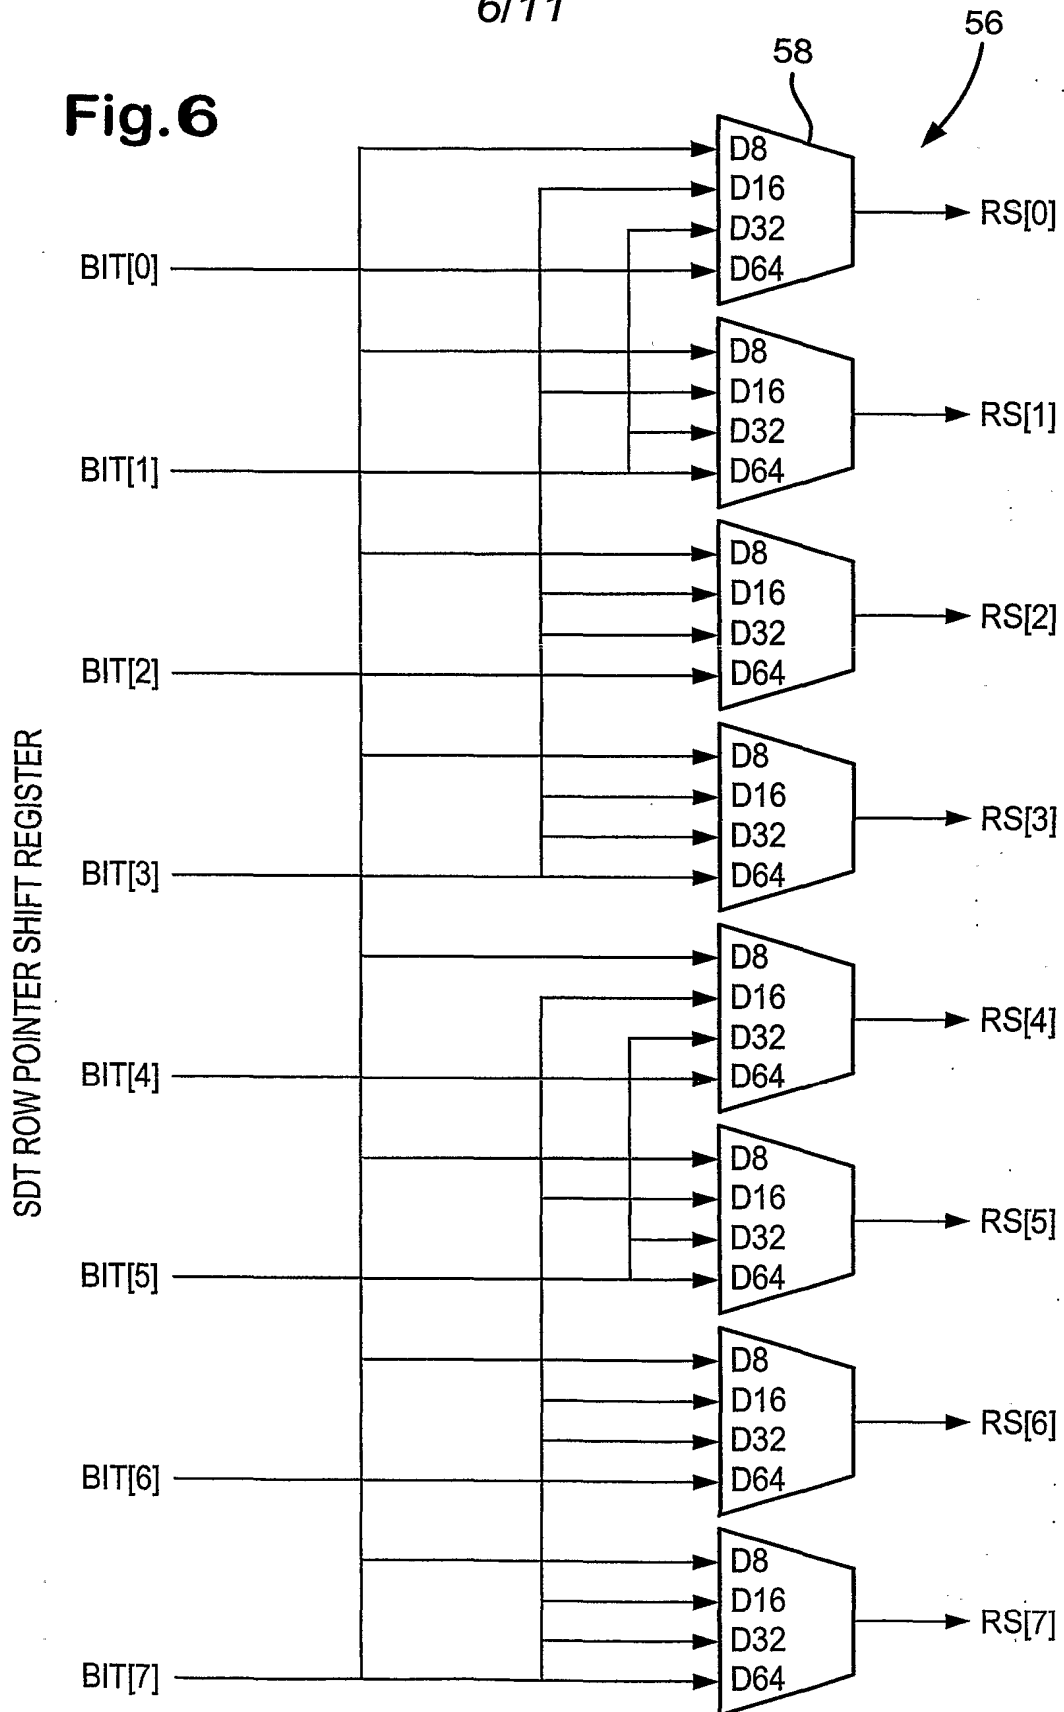 6/11
56
58
Fig.6
D8
D16
D32
D64
RS[0]
BIT[0]
D8
D16
D32
D64
RS[1]
BIT[1]
D8
D16
D32
D64
RS[2]
BIT[2]
D8
D16
D32
D64
RS[3]
BIT[3]
SDT ROW POINTER SHIFT REGISTER
D8
D16
D32
D64
RS[4]
BIT[4]
D8
D16
D32
D64
RS[5]
BIT[5]
D8
D16
D32
D64
RS[6]
BIT[6]
D8
D16
D32
D64
RS[7]
BIT[7]